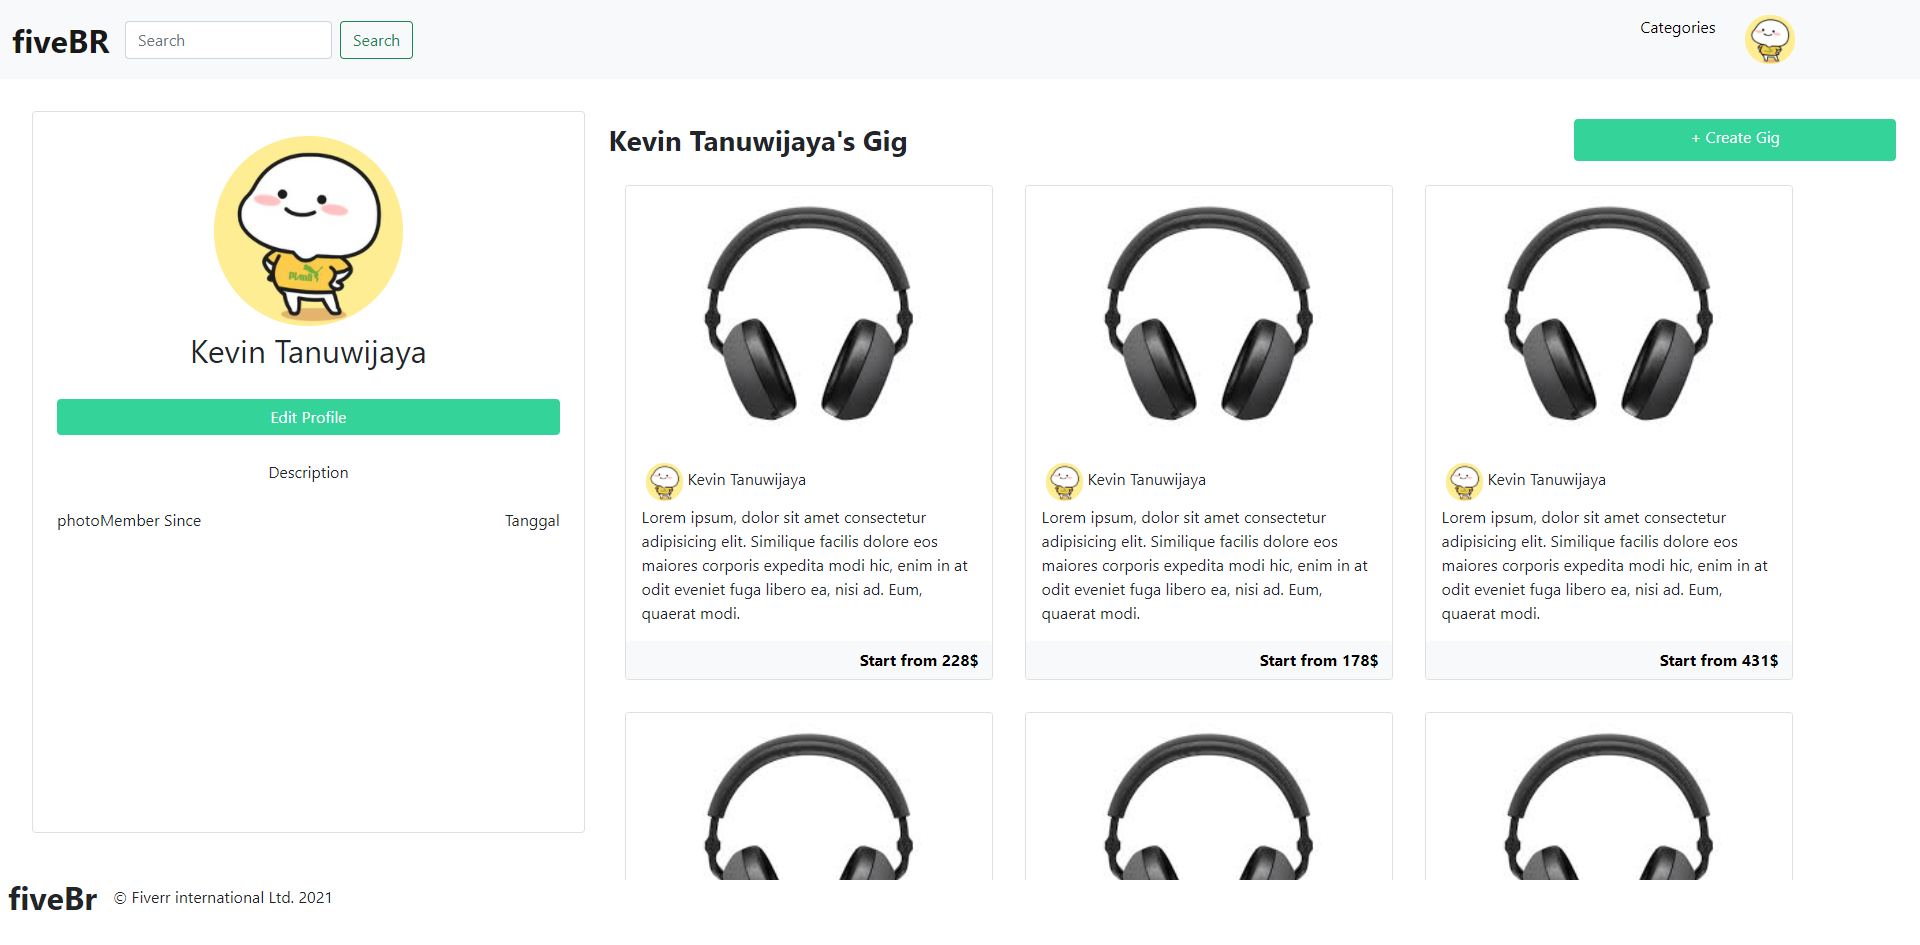 fiveBR
Search
Search
Categories
Kevin Tanuwijaya
Edit Profile
Description
photoMember Since
Tanggal
Kevin Tanuwijaya's Gig
+ Create Gig
Kevin Tanuwijaya
Lorem ipsum, dolor sit amet consectetur
adipisicing elit. Similique facilis dolore eos
maiores corporis expedita modi hic, enim in at
odit eveniet fuga libero ea, nisi ad. Eum,
quaerat modi.
Start from 228$
Kevin Tanuwijaya
Lorem ipsum, dolor sit amet consectetur
adipisicing elit. Similique facilis dolore eos
maiores corporis expedita modi hic, enim in at
odit eveniet fuga libero ea, nisi ad. Eum,
quaerat modi.
Start from 178$
Kevin Tanuwijaya
Lorem ipsum, dolor sit amet consectetur
adipisicing elit. Similique facilis dolore eos
maiores corporis expedita modi hic, enim in at
odit eveniet fuga libero ea, nisi ad. Eum,
quaerat modi.
Start from 431$
fiveBr
© Fiverr international Ltd. 2021